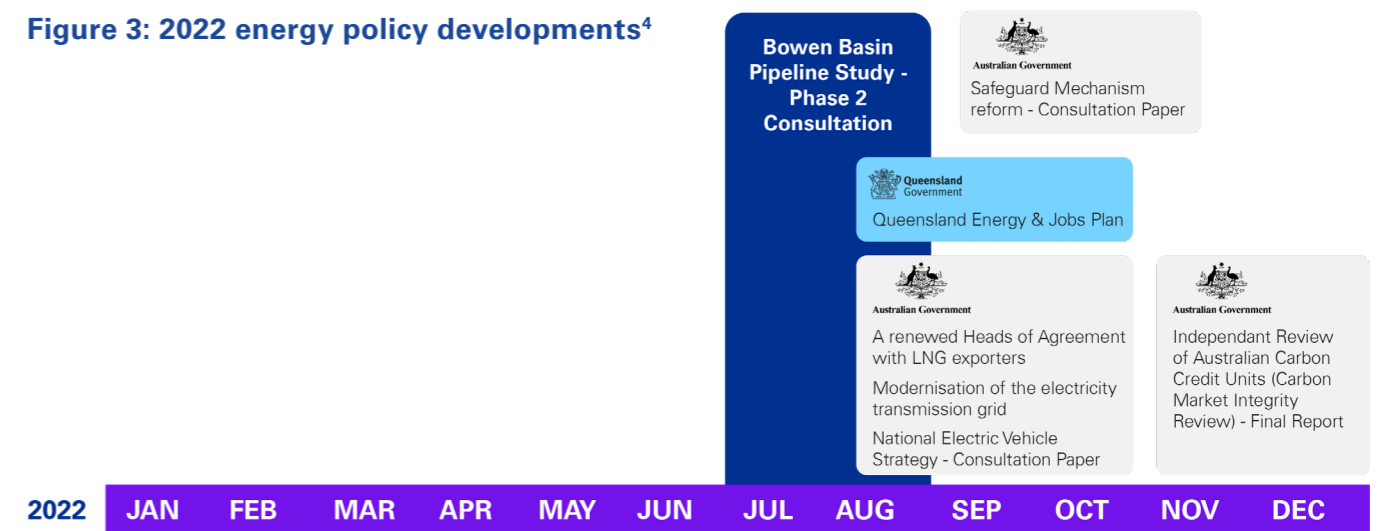 Figure 3: 2022 energy policy developments⁴
Bowen Basin
Pipeline Study -
Phase 2
Consultation
Australian Government
Safeguard Mechanism
reform - Consultation Paper
Queensland
Government
Queensland Energy & Jobs Plan
Australian Government
A renewed Heads of Agreement
with LNG exporters
Modernisation of the electricity
transmission grid
National Electric Vehicle
Strategy - Consultation Paper
Australian Government
Independant Review
of Australian Carbon
Credit Units (Carbon
Market Integrity
Review) - Final Report
2022 JAN FEB MAR APR MAY JUN JUL AUG SEP OCT NOV DEC